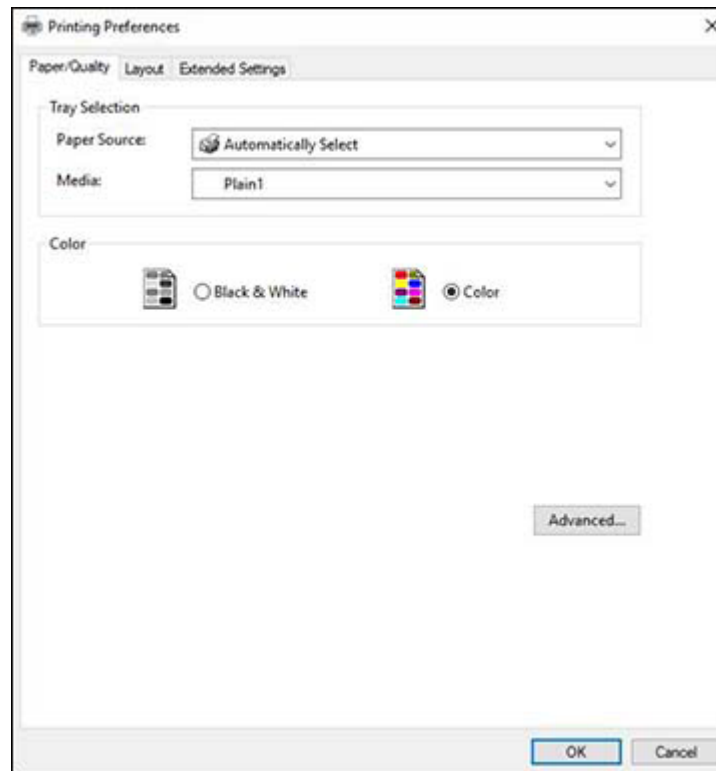 Printing Preferences
Paper/Quality Layout Extended Settings
Tray Selection
Paper Source: Automatically Select
Media: Plain1
Color
Black & White Color
Advanced...
OK Cancel